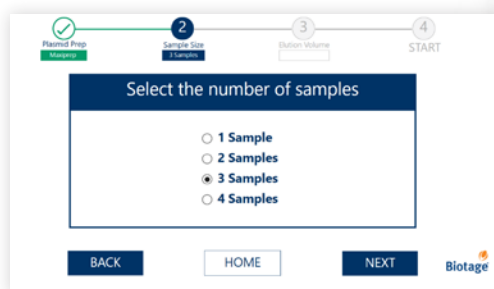 2
3
4
Plasmid Prep
Sample Size
Elution Volume
START
Maxiprep
3 Samples
Select the number of samples
1 Sample
2 Samples
3 Samples
4 Samples
BACK
HOME
NEXT
Biotage